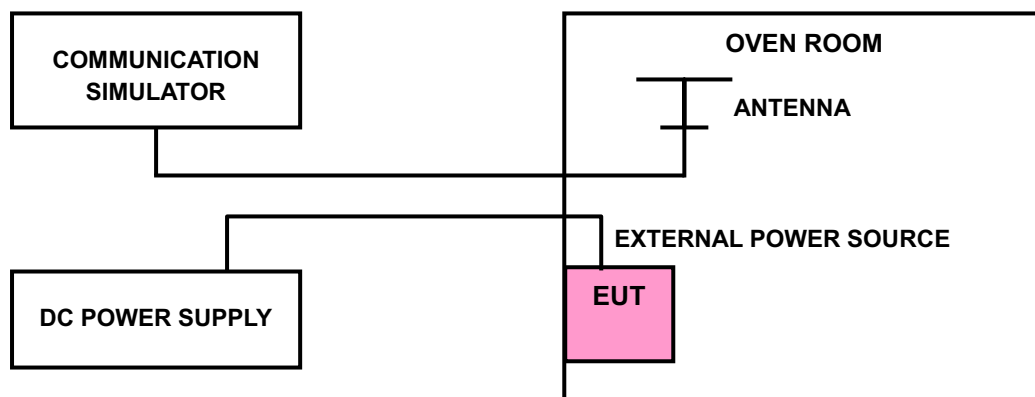 COMMUNICATION
SIMULATOR
OVEN ROOM
ANTENNA
EXTERNAL POWER SOURCE
DC POWER SUPPLY
EUT